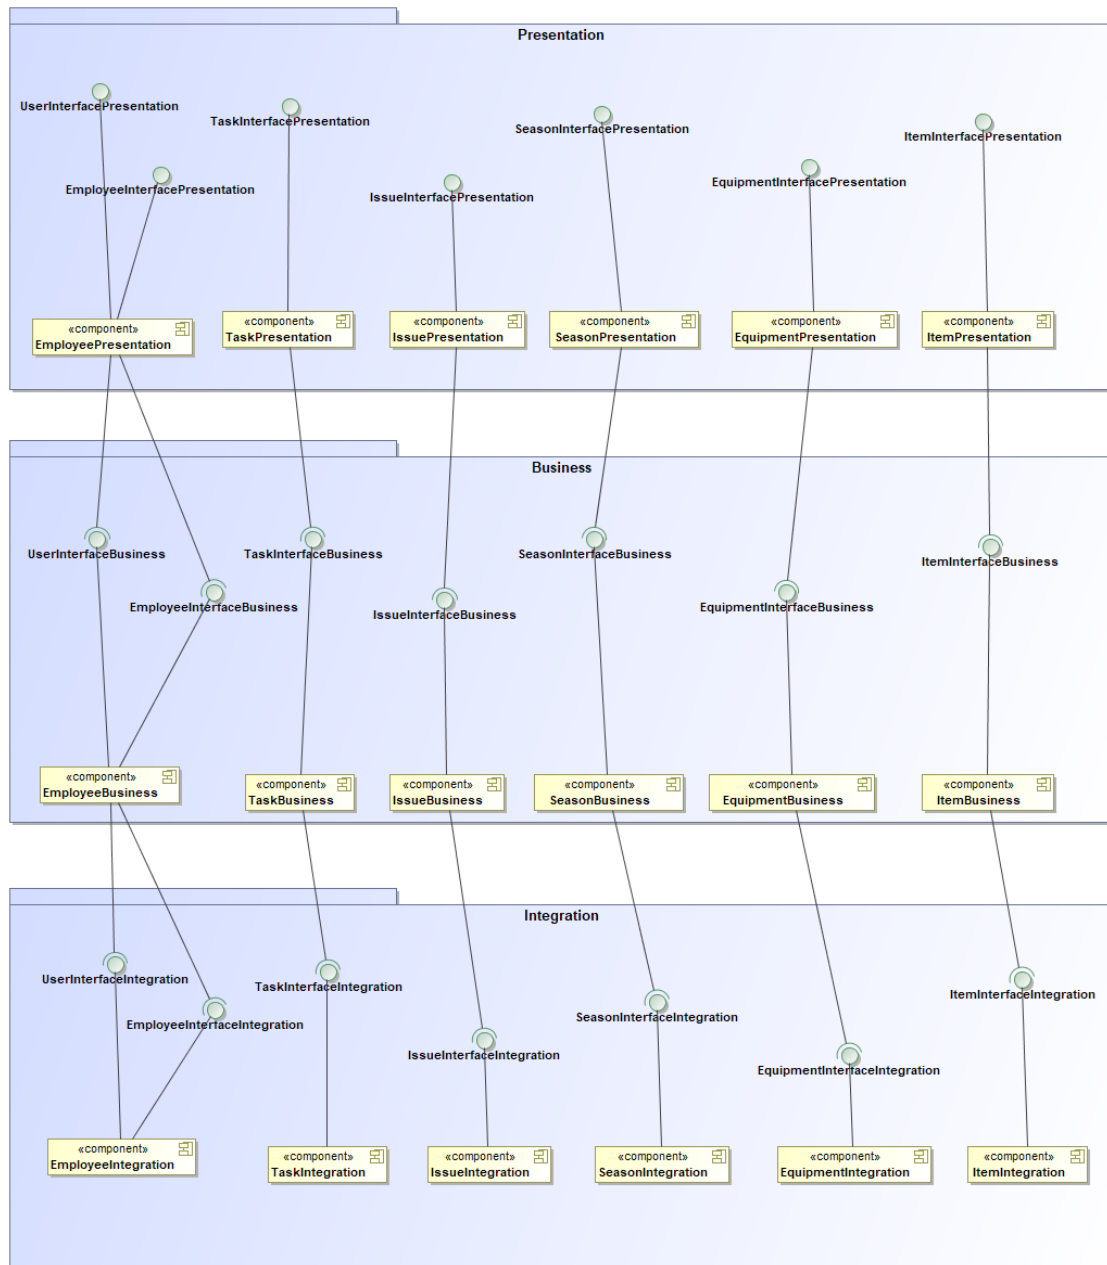 Presentation
UserInterfacePresentation
TaskInterfacePresentation
SeasonInterfacePresentation
ItemInterfacePresentation
EmployeeInterfacePresentation
IssueInterfacePresentation
EquipmentInterfacePresentation
«component»
EmployeePresentation
«component»
TaskPresentation
«component»
IssuePresentation
«component»
SeasonPresentation
«component»
EquipmentPresentation
«component»
ItemPresentation
Business
UserInterfaceBusiness
TaskInterfaceBusiness
SeasonInterfaceBusiness
ItemInterfaceBusiness
EmployeeInterfaceBusiness
IssueInterfaceBusiness
EquipmentInterfaceBusiness
«component»
EmployeeBusiness
«component»
TaskBusiness
«component»
IssueBusiness
«component»
SeasonBusiness
«component»
EquipmentBusiness
«component»
ItemBusiness
Integration
UserInterfaceIntegration
TaskInterfaceIntegration
ItemInterfaceIntegration
EmployeeInterfaceIntegration
SeasonInterfaceIntegration
IssueInterfaceIntegration
EquipmentInterfaceIntegration
«component»
EmployeeIntegration
«component»
TaskIntegration
«component»
IssueIntegration
«component»
SeasonIntegration
«component»
EquipmentIntegration
«component»
ItemIntegration